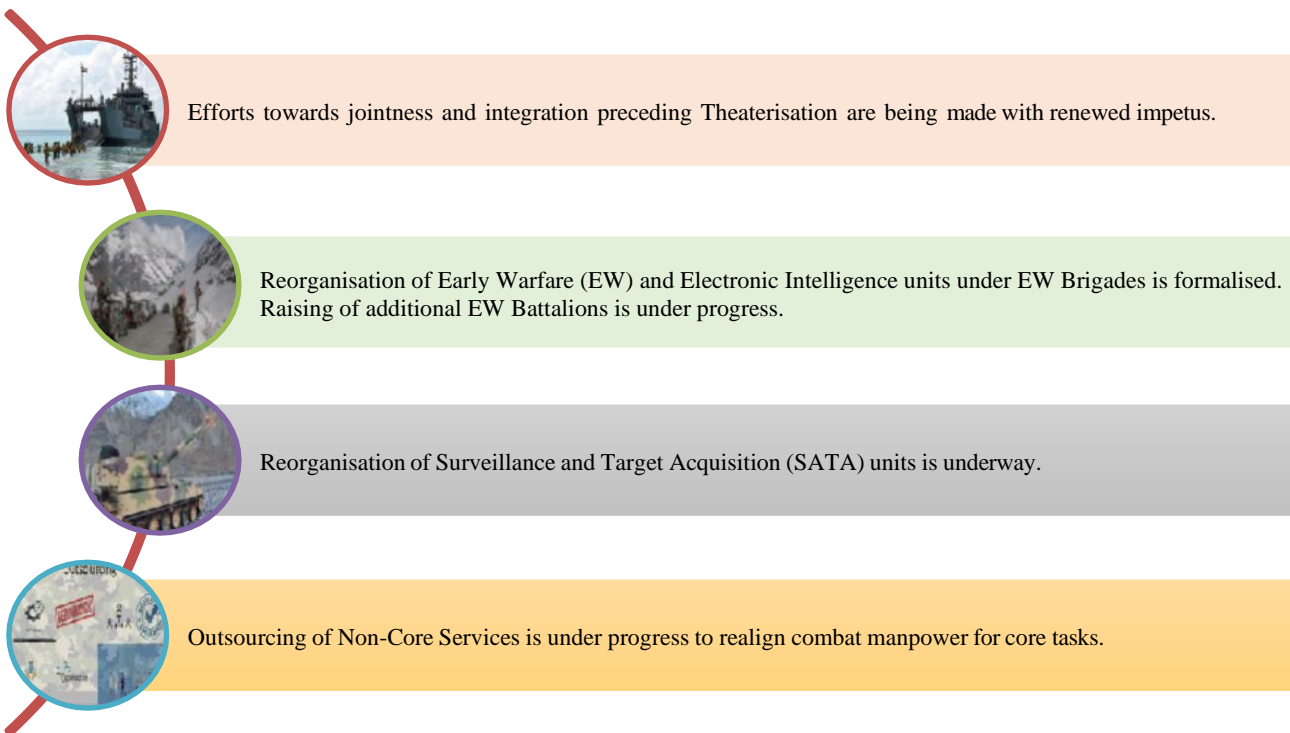 Efforts towards jointness and integration preceding Theaterisation are being made with renewed impetus.
Reorganisation of Early Warfare (EW) and Electronic Intelligence units under EW Brigades is formalised.
Raising of additional EW Battalions is under progress.
Reorganisation of Surveillance and Target Acquisition (SATA) units is underway.
Outsourcing
Outsourcing of Non-Core Services is under progress to realign combat manpower for core tasks.